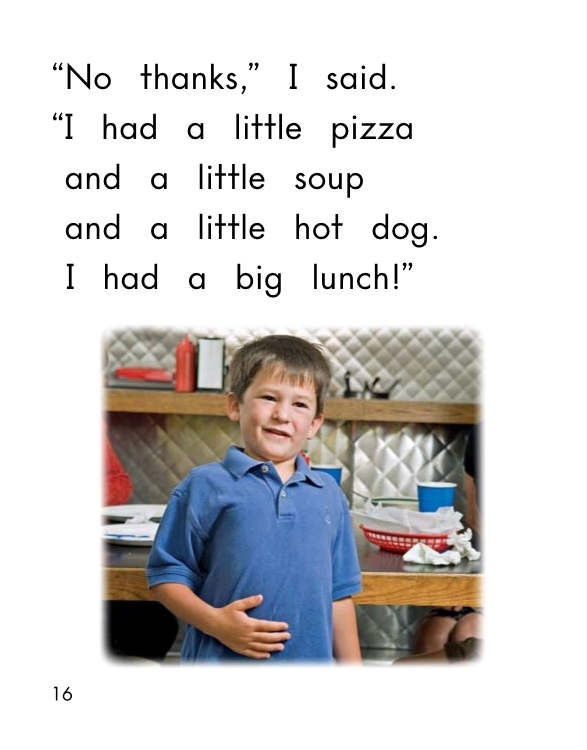 “No thanks,” I said.
“I had a little pizza
and a little soup
and a little hot dog.
I had a big lunch!”
16